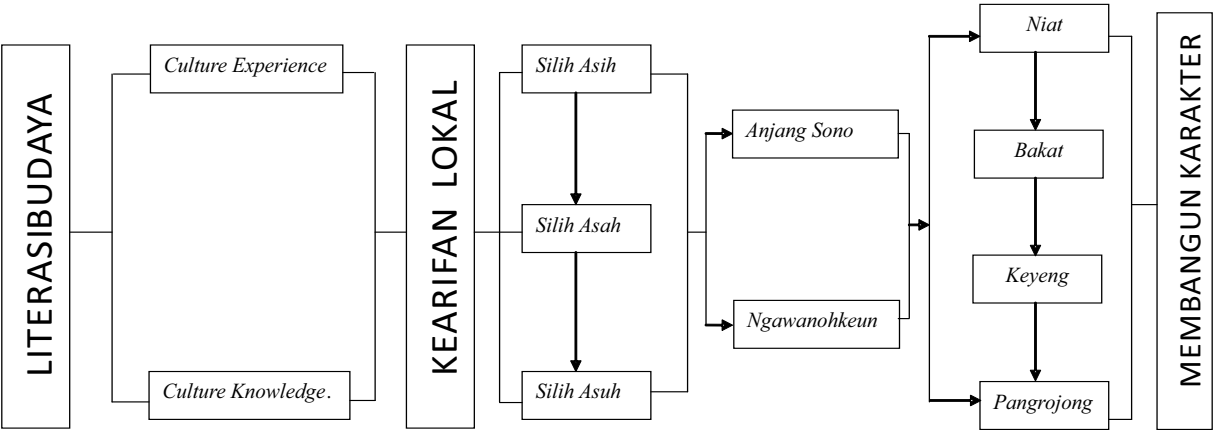 LITERASIBUDAYA
Culture Experience
Culture Knowledge.
KEARIFAN LOKAL
Silih Asih
Silih Asah
Silih Asuh
Anjang Sono
Ngawanohkeun
Niat
Bakat
Keyeng
Pangrojong
MEMBANGUN KARAKTER